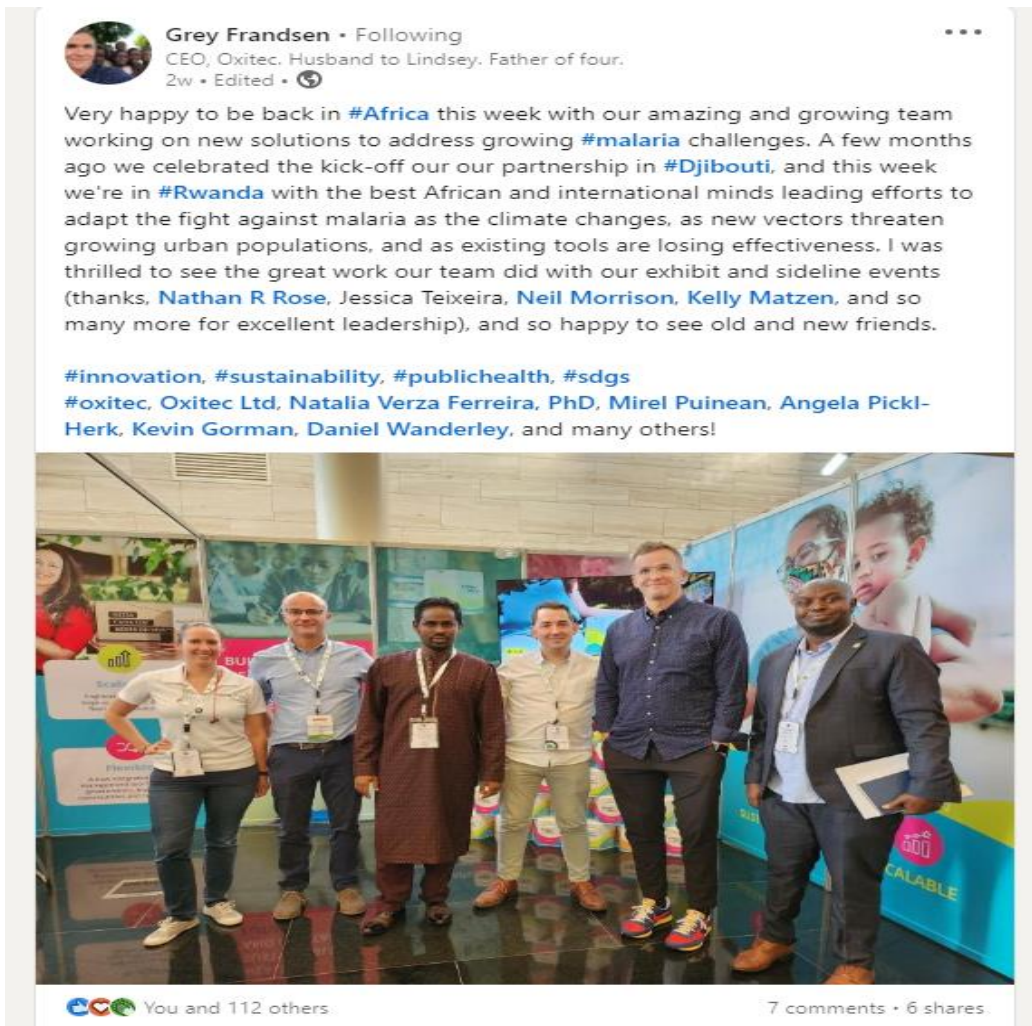 Grey Frandsen • Following
CEO, Oxitec. Husband to Lindsey. Father of four.
2w • Edited •
Very happy to be back in #Africa this week with our amazing and growing team
working on new solutions to address growing #malaria challenges. A few months
ago we celebrated the kick-off our our partnership in #Djibouti, and this week
we're in #Rwanda with the best African and international minds leading efforts to
adapt the fight against malaria as the climate changes, as new vectors threaten
growing urban populations, and as existing tools are losing effectiveness. I was
thrilled to see the great work our team did with our exhibit and sideline events
(thanks, Nathan R Rose, Jessica Teixeira, Neil Morrison, Kelly Matzen, and so
many more for excellent leadership), and so happy to see old and new friends.
#innovation, #sustainability, #publichealth, #sdgs
#oxitec, Oxitec Ltd, Natalia Verza Ferreira, PhD, Mirel Puinean, Angela Pickl-
Herk, Kevin Gorman, Daniel Wanderley, and many others!
Flexible
CALABLE
You and 112 others
7 comments • 6 shares